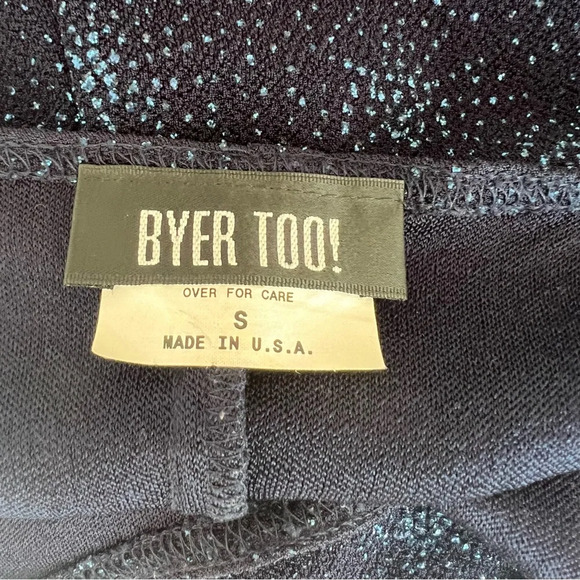 BYER TOO!
OVER FOR CARE
S
MADE IN U.S.A.